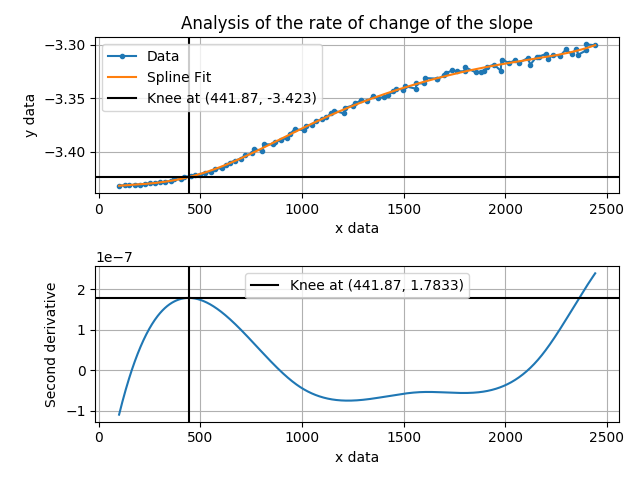 Analysis of the rate of change of the slope
−3.30
−3.35
−3.40
y data
Data
Spline Fit
Knee at (441.87, -3.423)
0 500 1000 1500 2000 2500
x data
1e−7
2
1
0
−1
Second derivative
Knee at (441.87, 1.7833)
0 500 1000 1500 2000 2500
x data